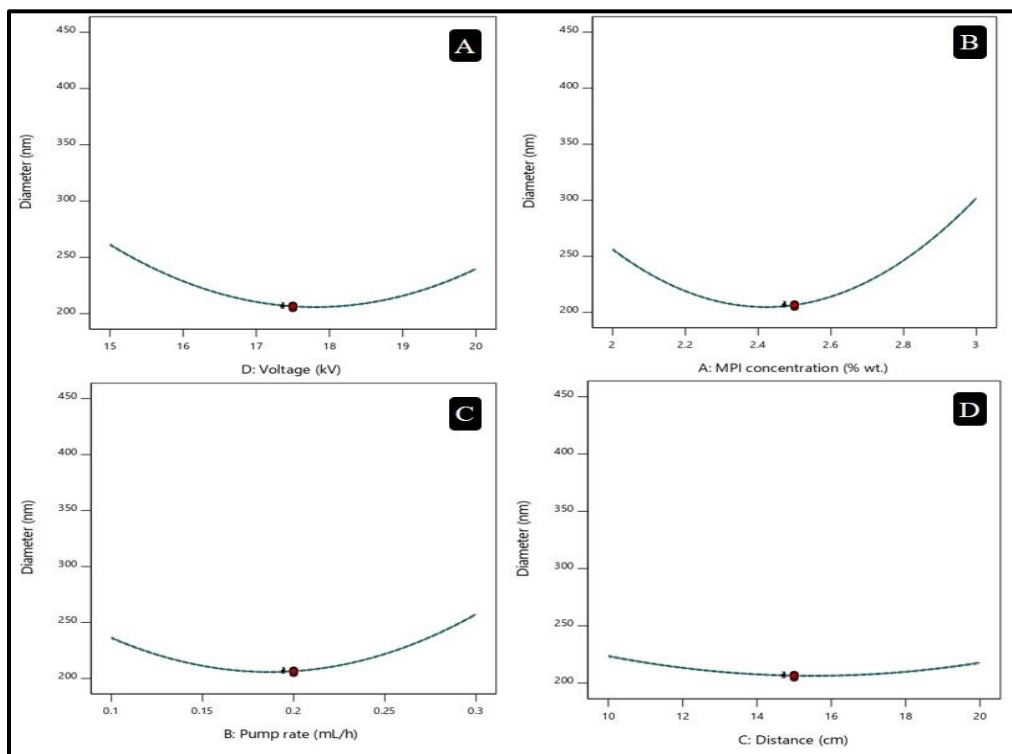 A
450
400
350
300
250
200
Diameter (nm)
15 16 17 18 19 20
D: Voltage (kV)
B
450
400
350
300
250
200
Diameter (nm)
2 2.2 2.4 2.6 2.8 3
A: MPI concentration (% wt.)
C
450
400
350
300
250
200
Diameter (nm)
0.1 0.15 0.2 0.25 0.3
B: Pump rate (mL/h)
D
450
400
350
300
250
200
Diameter (nm)
10 12 14 16 18 20
C: Distance (cm)